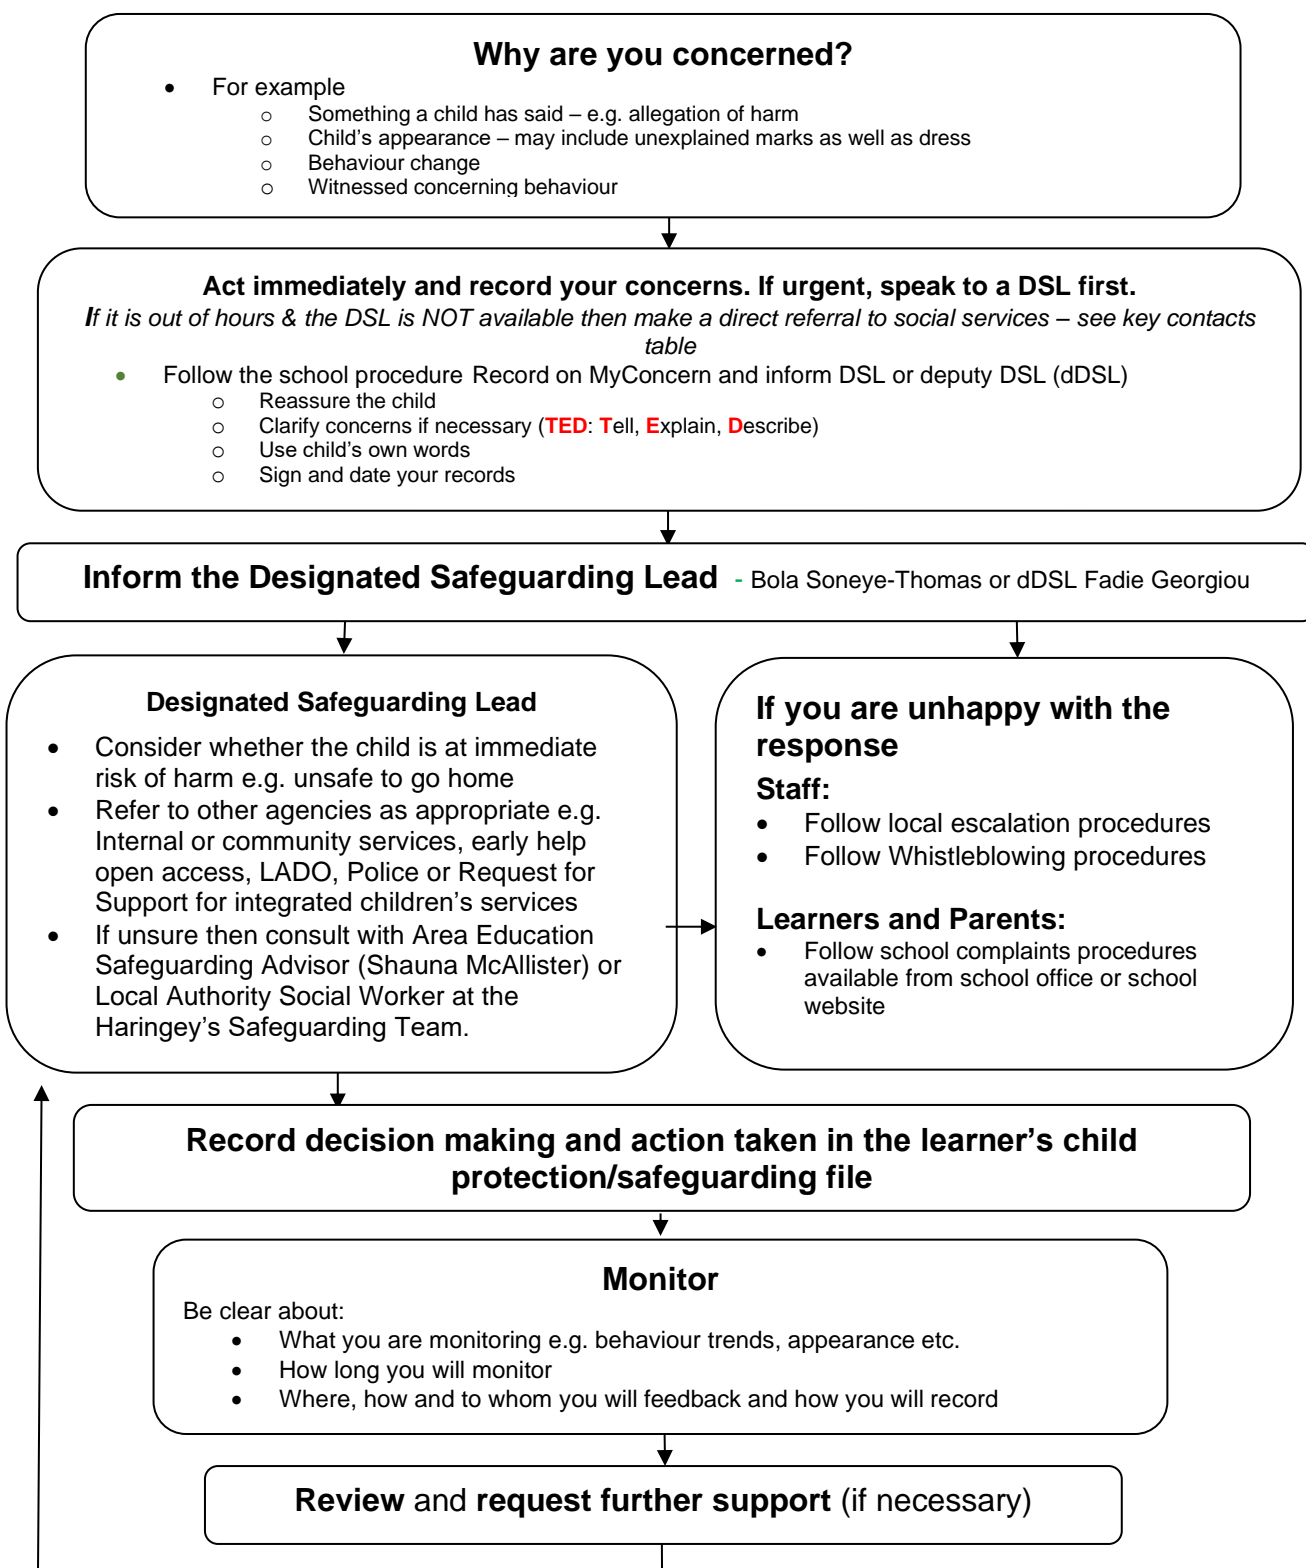 Why are you concerned?
• For example
o Something a child has said – e.g. allegation of harm
o Child's appearance – may include unexplained marks as well as dress
o Behaviour change
o Witnessed concerning behaviour
Act immediately and record your concerns. If urgent, speak to a DSL first.
If it is out of hours & the DSL is NOT available then make a direct referral to social services – see key contacts
table
• Follow the school procedure Record on MyConcern and inform DSL or deputy DSL (dDSL)
o Reassure the child
o Clarify concerns if necessary (TED: Tell, Explain, Describe)
o Use child's own words
o Sign and date your records
Inform the Designated Safeguarding Lead - Bola Soneye-Thomas or dDSL Fadie Georgiou
Designated Safeguarding Lead
• Consider whether the child is at immediate
risk of harm e.g. unsafe to go home
• Refer to other agencies as appropriate e.g.
Internal or community services, early help
open access, LADO, Police or Request for
Support for integrated children's services
• If unsure then consult with Area Education
Safeguarding Advisor (Shauna McAllister) or
Local Authority Social Worker at the
Haringey's Safeguarding Team.
If you are unhappy with the
response
Staff:
• Follow local escalation procedures
• Follow Whistleblowing procedures
Learners and Parents:
• Follow school complaints procedures
available from school office or school
website
Record decision making and action taken in the learner's child
protection/safeguarding file
Monitor
Be clear about:
• What you are monitoring e.g. behaviour trends, appearance etc.
• How long you will monitor
• Where, how and to whom you will feedback and how you will record
Review and request further support (if necessary)